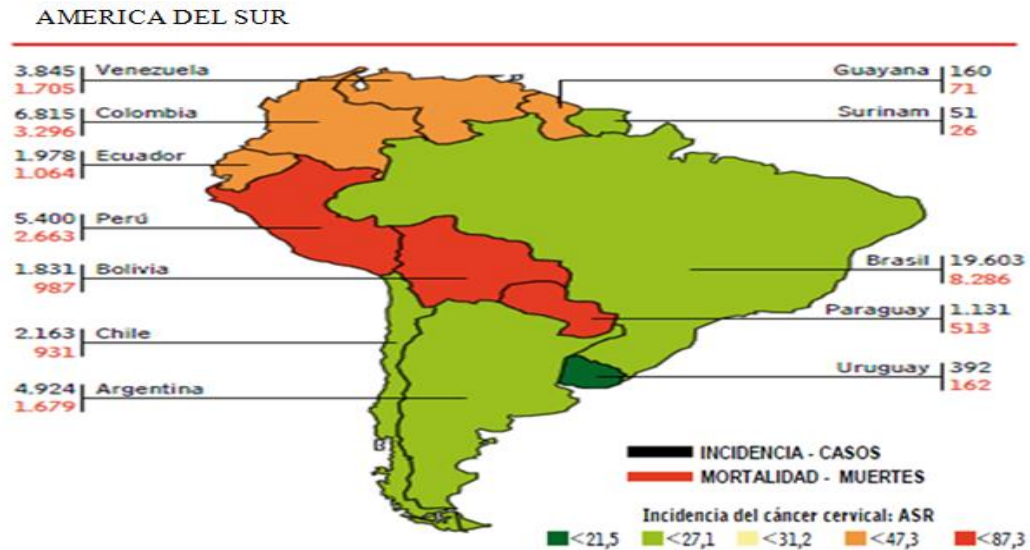 AMERICA DEL SUR
3.845 Venezuela
1.705
6.815 Colombia
3.296
1.978 Ecuador
1.064
5.400 Perú
2.663
1.831 Bolivia
987
2.163 Chile
931
4.924 Argentina
1.679
Guayana 160
71
Surinam 51
26
Brasil 19.603
8.286
Paraguay 1.131
513
Uruguay 392
162
INCIDENCIA - CASOS
MORTALIDAD - MUERTES
Incidencia del cáncer cervical: ASR
<21,5 <27,1 <31,2 <47,3 <87,3